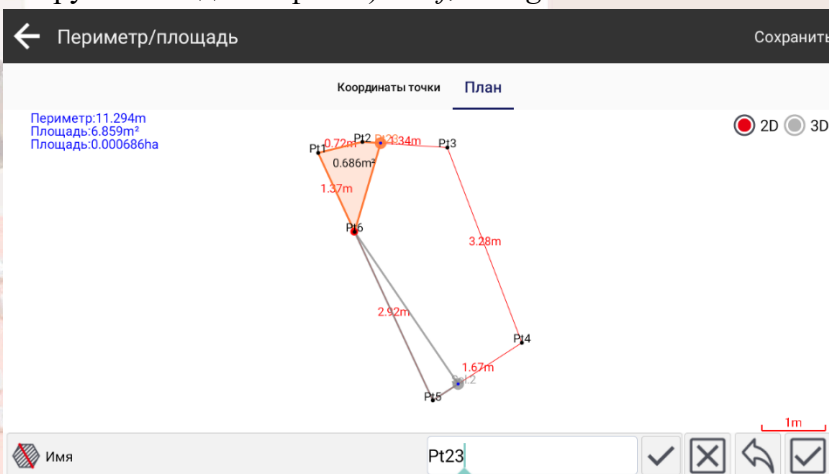 Периметр/площадь
Сохранить
Координаты точки
План
Периметр:11.294m
Площадь:6.859m²
Площадь:0.000686ha
2D
3D
Pt1
0.72m
Pt2
Pt23
1.34m
Pt3
0.686m²
1.37m
Pt6
3.28m
2.92m
Pt4
1.67m
Pt5
1m
Имя
Pt23